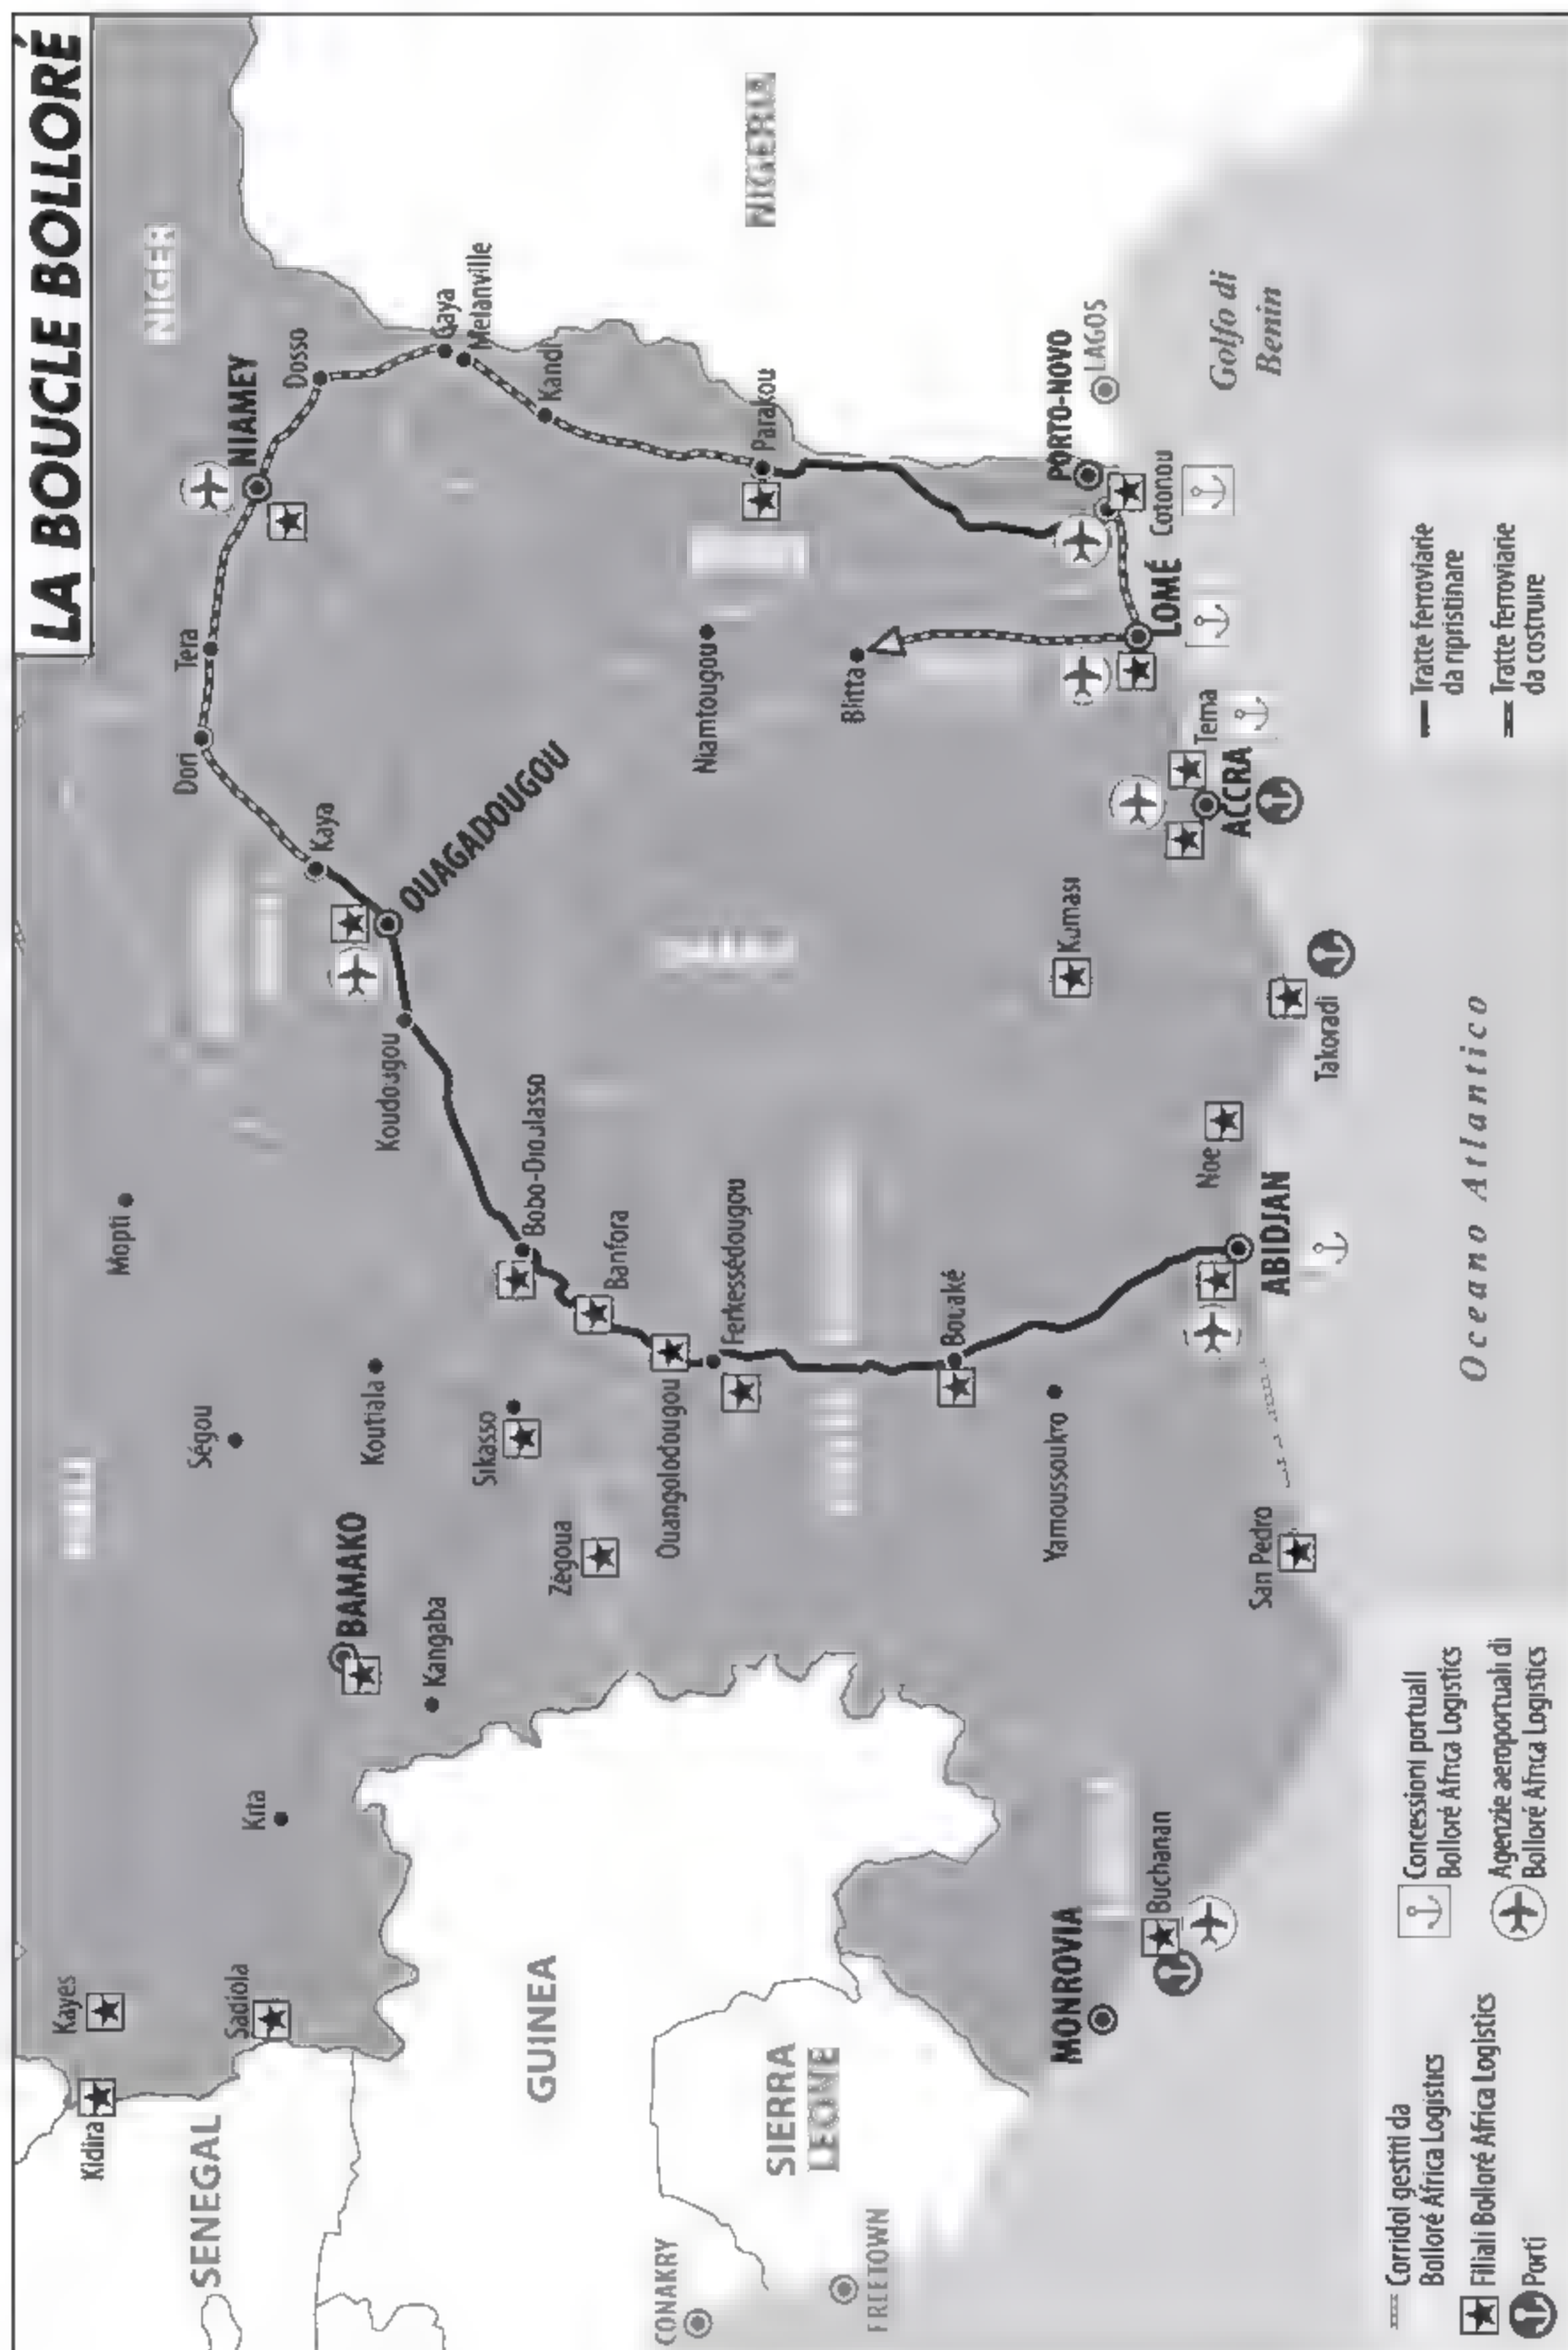 LA BOUCLE BOLLORÉ
NIGER
NIGERIA
SENEGAL
GUINEA
SIERRA
LEONE
Kidira
Kayes
Sadiola
Kita
BAMAKO
Kangaba
Ségou
Mopti
Koutiala
Sikasso
Zégoua
Ouangolodougou
Ferkessédougou
Banfora
Bobo-Dioulasso
Koudougou
OUAGADOUGOU
Kaya
Dori
Tera
NIAMEY
Dosso
Gaya
Melanville
Kandi
Parakou
Niamtougou
Blitta
PORTO-NOVO
LAGOS
Cotonou
LOMÉ
Tema
ACCRA
Kumasi
Takoradi
Noe
ABIDJAN
Bouaké
Yamoussoukro
San Pedro
Buchanan
MONROVIA
FREETOWN
CONAKRY
Golfo di
Benin
Oceano Atlantico
Corridoi gestiti da
Bolloré Africa Logistics
Filiali Bolloré Africa Logistics
Porti
Concessioni portuali
Bolloré Africa Logistics
Agenzie aeroportuali di
Bolloré Africa Logistics
Tratte ferroviarie
da ripristinare
Tratte ferroviarie
da costruire